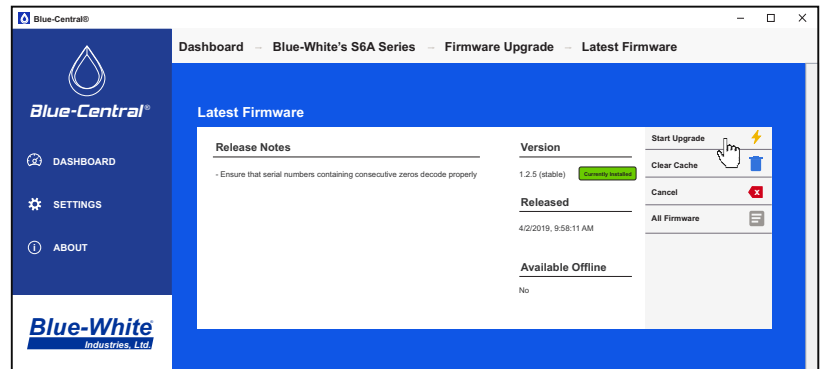 Blue-Central®
Dashboard – Blue-White's S6A Series – Firmware Upgrade – Latest Firmware
Blue-Central®
DASHBOARD
SETTINGS
ABOUT
Blue-White®
Industries, Ltd.
Latest Firmware
Release Notes
- Ensure that serial numbers containing consecutive zeros decode properly
Version
1.2.5 (stable) Currently Installed
Released
4/2/2019, 9:58:11 AM
Available Offline
No
Start Upgrade
Clear Cache
Cancel
X
All Firmware